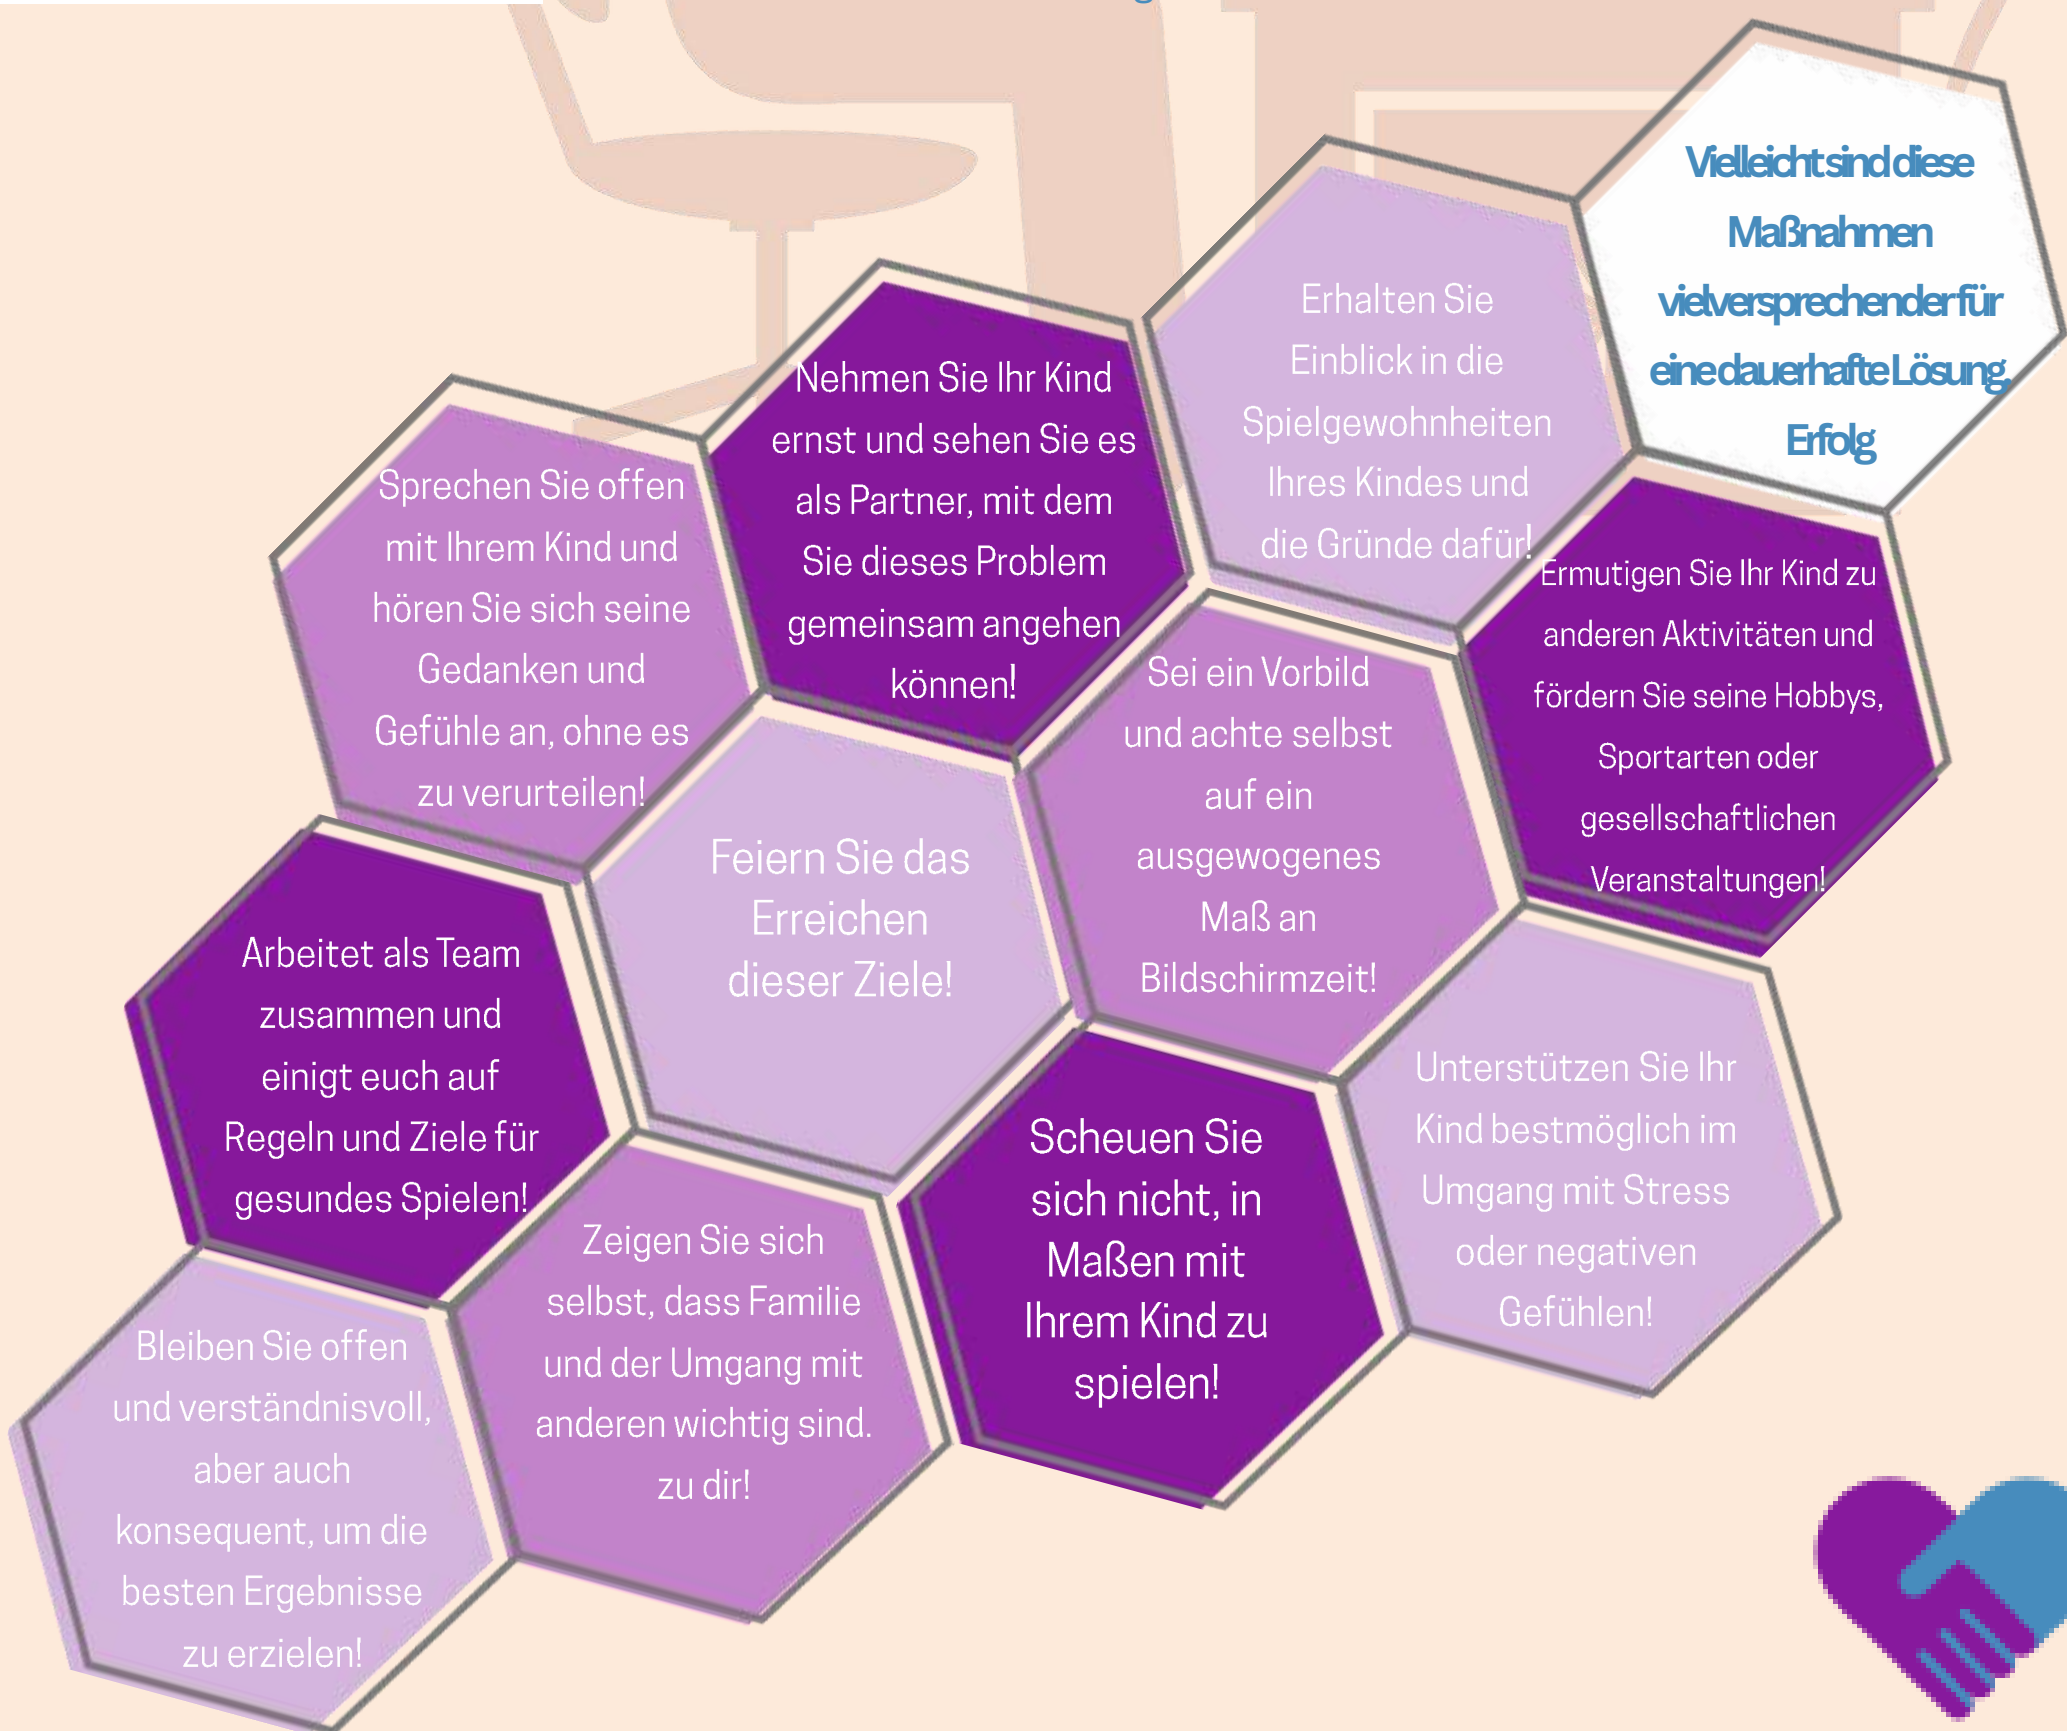 Vielleicht sind diese
Maßnahmen
vielversprechender für
eine dauerhafte Lösung.
Erfolg
Erhalten Sie
Einblick in die
Spielgewohnheiten
Ihres Kindes und
die Gründe dafür!
Nehmen Sie Ihr Kind
ernst und sehen Sie es
als Partner, mit dem
Sie dieses Problem
gemeinsam angehen
können!
Sprechen Sie offen
mit Ihrem Kind und
hören Sie sich seine
Gedanken und
Gefühle an, ohne es
zu verurteilen!
Ermutigen Sie Ihr Kind zu
anderen Aktivitäten und
fördern Sie seine Hobbys,
Sportarten oder
gesellschaftlichen
Veranstaltungen!
Sei ein Vorbild
und achte selbst
auf ein
ausgewogenes
Maß an
Bildschirmzeit!
Feiern Sie das
Erreichen
dieser Ziele!
Arbeitet als Team
zusammen und
einigt euch auf
Regeln und Ziele für
gesundes Spielen!
Unterstützen Sie Ihr
Kind bestmöglich im
Umgang mit Stress
oder negativen
Gefühlen!
Scheuen Sie
sich nicht, in
Maßen mit
Ihrem Kind zu
spielen!
Zeigen Sie sich
selbst, dass Familie
und der Umgang mit
anderen wichtig sind.
zu dir!
Bleiben Sie offen
und verständnisvoll,
aber auch
konsequent, um die
besten Ergebnisse
zu erzielen!